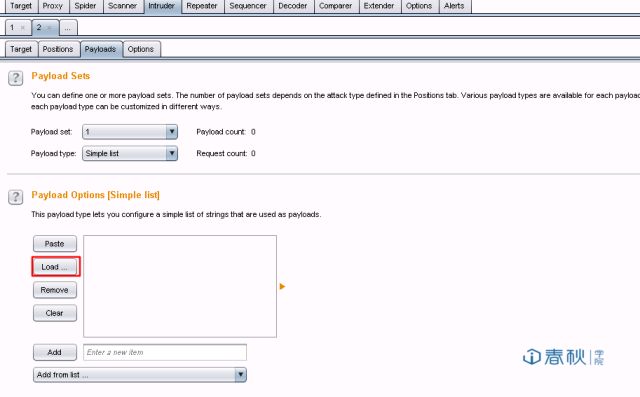 Target Proxy Spider Scanner Intruder Repeater Sequencer Decoder Comparer Extender Options Alerts
1 × 2 × ...
Target Positions Payloads Options
? Payload Sets
You can define one or more payload sets. The number of payload sets depends on the attack type defined in the Positions tab. Various payload types are available for each payload
each payload type can be customized in different ways.
Payload set: 1 Payload count: 0
Payload type: Simple list Request count: 0
? Payload Options [Simple list]
This payload type lets you configure a simple list of strings that are used as payloads.
Paste
Load ...
Remove
Clear
Add Enter a new item
Add from list ...
春秋 学院